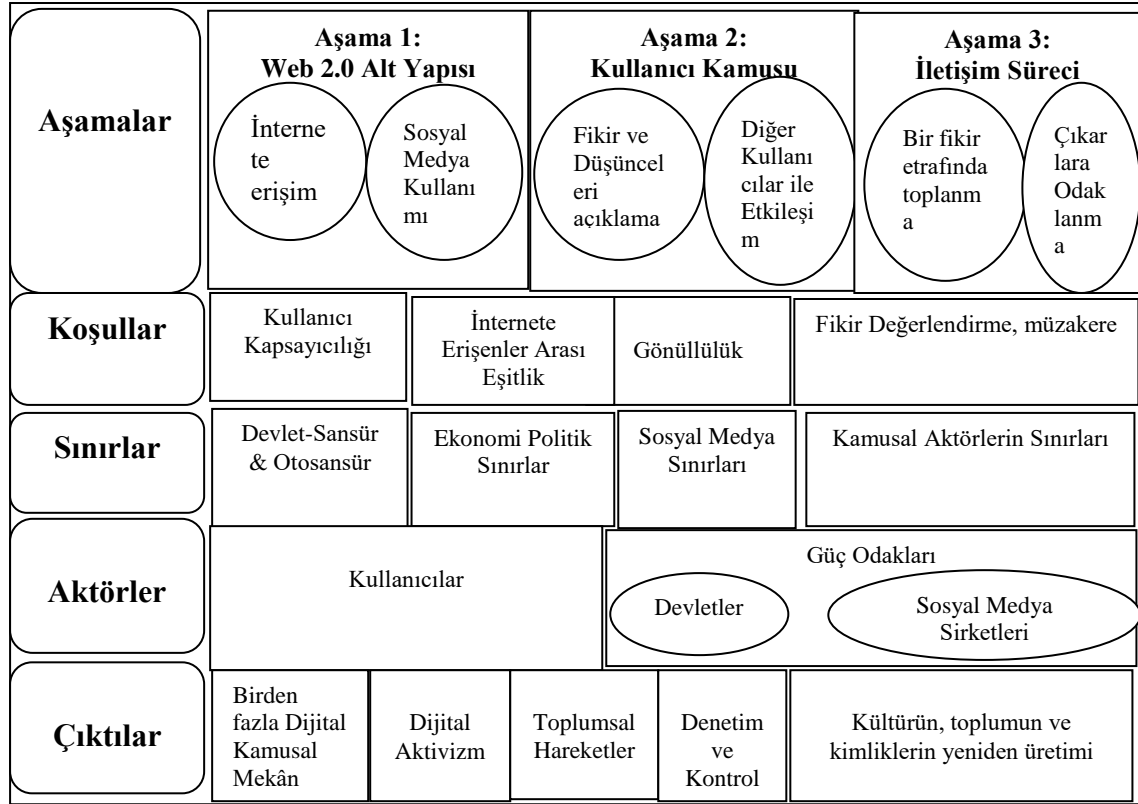 Aşamalar
Aşama 1:
Web 2.0 Alt Yapısı
İnterne
te
erişim
Sosyal
Medya
Kullanı
mı
Aşama 2:
Kullanıcı Kamusu
Fikir ve
Düşüncel
eri
açıklama
Diğer
Kullanı
cılar ile
Etkileşi
m
Aşama 3:
İletişim Süreci
Bir fikir
etrafında
toplanm
a
Çıkar
lara
Odak
lanm
a
Koşullar
Kullanıcı
Kapsayıcılığı
İnternete
Erişenler Arası
Eşitlik
Gönüllülük
Fikir Değerlendirme, müzakere
Sınırlar
Devlet-Sansür
& Otosansür
Ekonomi Politik
Sınırlar
Sosyal Medya
Sınırları
Kamusal Aktörlerin Sınırları
Aktörler
Kullanıcılar
Güç Odakları
Devletler
Sosyal Medya
Sirketleri
Çıktılar
Birden
fazla Dijital
Kamusal
Mekân
Dijital
Aktivizm
Toplumsal
Hareketler
Denetim
ve
Kontrol
Kültürün, toplumun ve
kimliklerin yeniden üretimi